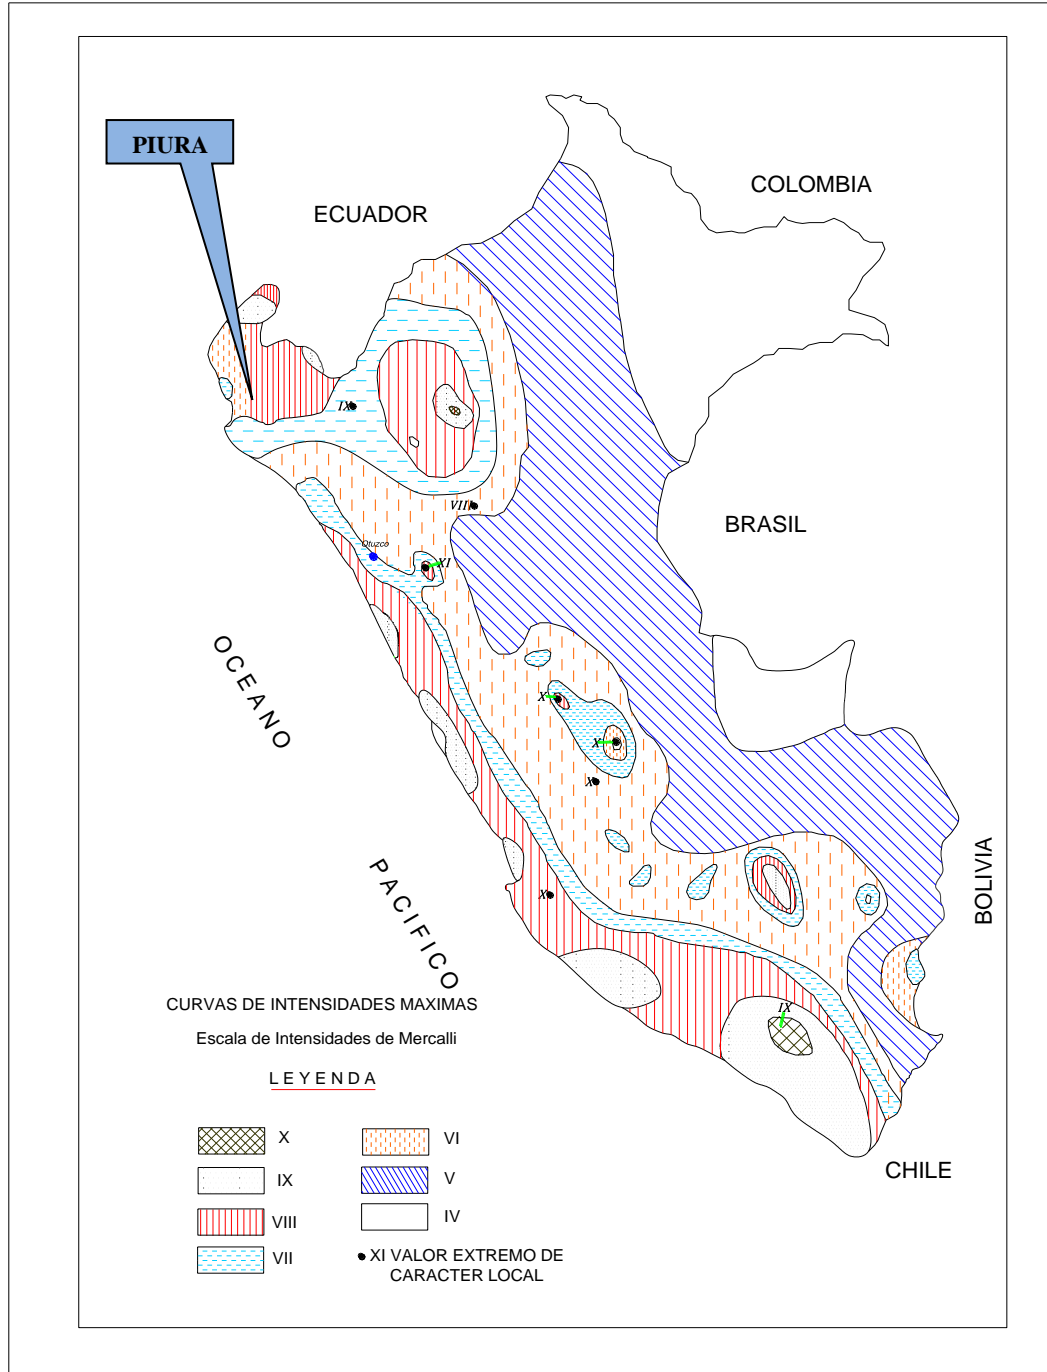 PIURA
COLOMBIA
ECUADOR
IX
VIII
BRASIL
Otuzco
XI
OCEANO
X
X
X
PACIFICO
X
BOLIVIA
IX
CURVAS DE INTENSIDADES MAXIMAS
Escala de Intensidades de Mercalli
LEYENDA
X
VI
IX
V
VIII
IV
VII
XI VALOR EXTREMO DE
CARACTER LOCAL
CHILE